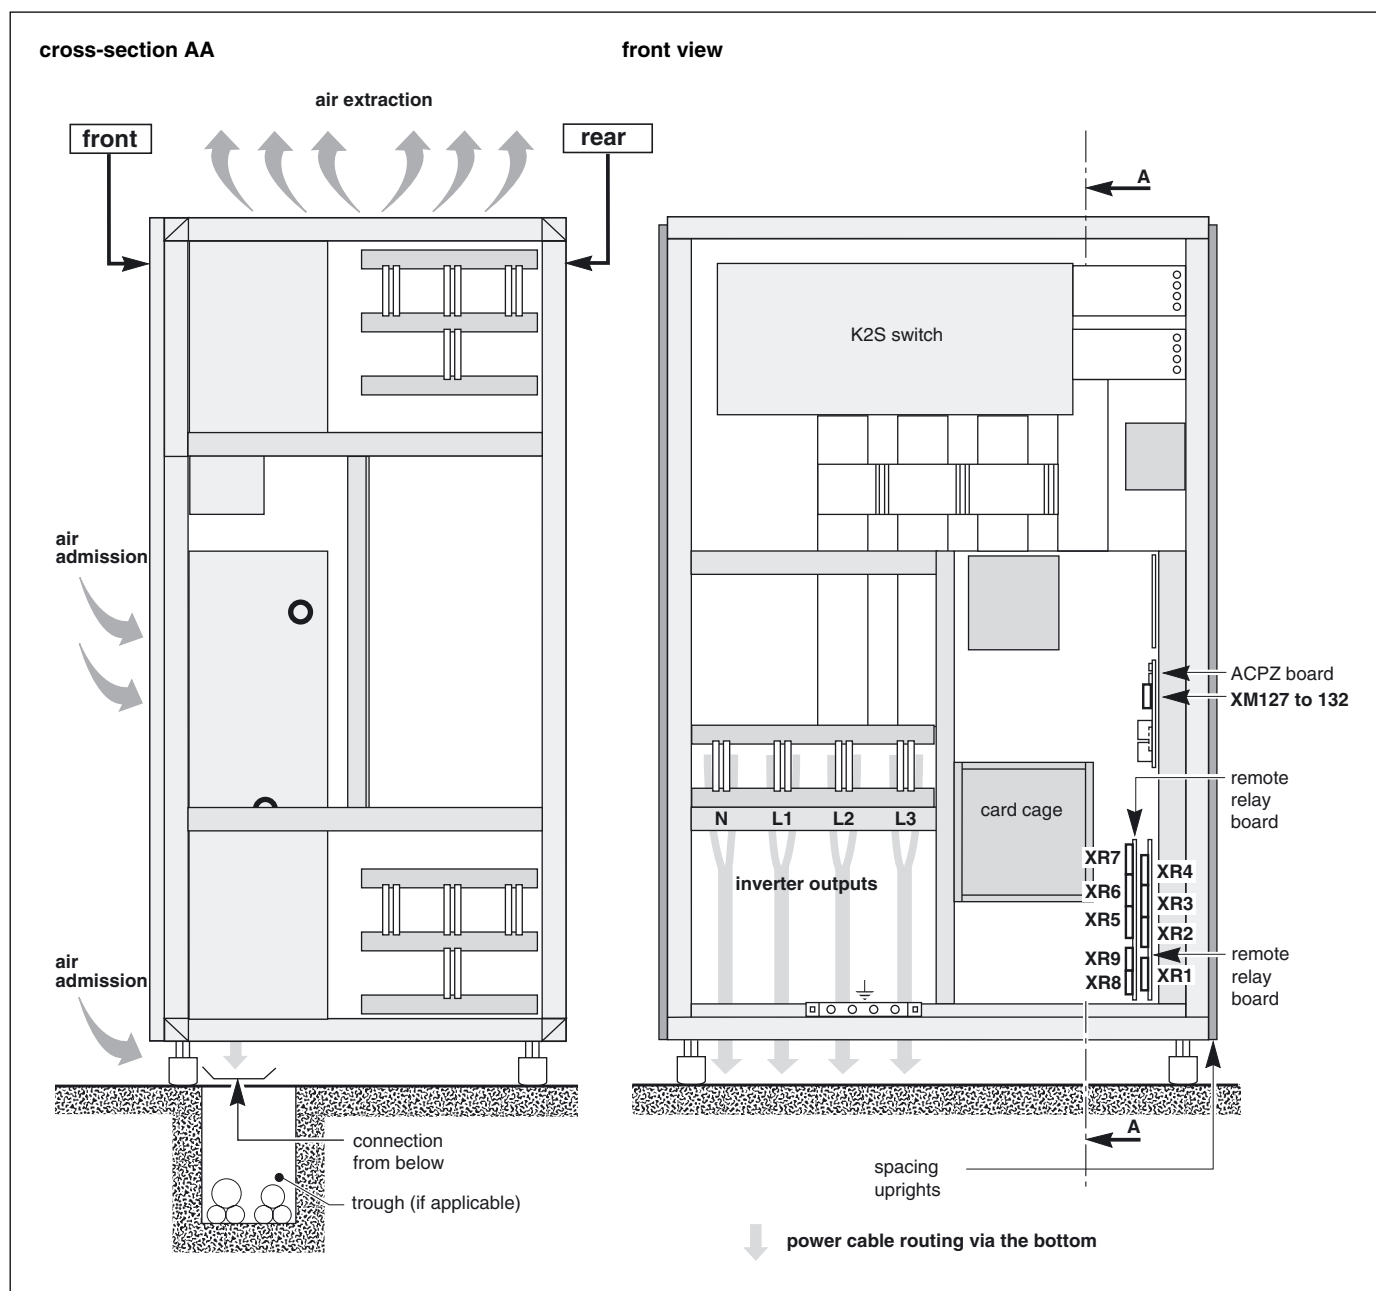 cross-section AA
front view
air extraction
front
rear
A
K2S switch
air
admission
ACPZ board
XM127 to 132
remote
relay
board
card cage
N L1 L2 L3
XR7
XR4
XR6
XR3
XR5
XR2
XR9
XR1
XR8
inverter outputs
remote
relay
board
air
admission
connection
from below
trough (if applicable)
A
spacing
uprights
power cable routing via the bottom